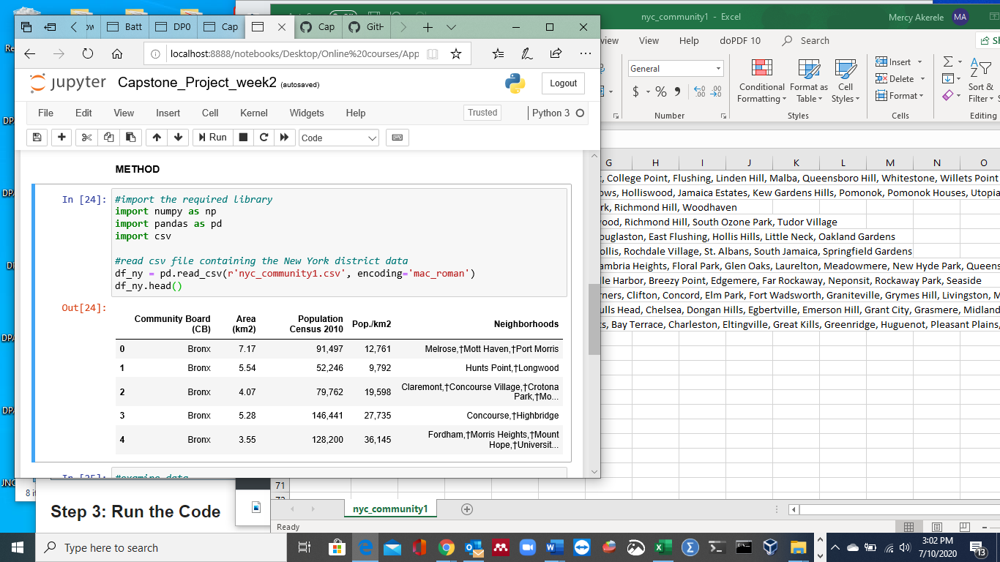 nyc_community1 - Excel
Mercy Akerele
MA
Batt
DP0
Cap
Cap
GitH
localhost:8888/notebooks/Desktop/Online%20courses/App
view
View
Help
doPDF 10
Search
jupyter
Capstone_Project_week2 (autosaved)
Logout
File
Edit
View
Insert
Cell
Kernel
Widgets
Help
Trusted
Python 3
Run
Code
General
$
%
Conditional
Formatting
Format as
Table
Cell
Styles
Insert
Delete
Format
Sort &
Filter
Number
Styles
Cells
Editing
G H I J K L M N O
METHOD
In [24]:
#import the required library
import numpy as np
import pandas as pd
import csv
#read csv file containing the New York district data
df_ny = pd.read_csv(r'nyc_community1.csv', encoding='mac_roman')
df_ny.head()
Out[24]:
Community Board (CB) Area (km2) Population Census 2010 Pop./km2 Neighborhoods
0 Bronx 7.17 91,497 12,761 Melrose,†Mott Haven,†Port Morris
1 Bronx 5.54 52,246 9,792 Hunts Point,†Longwood
2 Bronx 4.07 79,762 19,598 Claremont,†Concourse Village,†Crotona Park,†Mo...
3 Bronx 5.28 146,441 27,735 Concourse,†Highbridge
4 Bronx 3.55 128,200 36,145 Fordham,†Morris Heights,†Mount Hope,†Universit...
In [25]: #examine data
, College Point, Flushing, Linden Hill, Malba, Queensboro Hill, Whitestone, Willets Point
ows, Holliswood, Jamaica Estates, Kew Gardens Hills, Pomonok, Pomonok Houses, Utopia
rk, Richmond Hill, Woodhaven
ood, Richmond Hill, South Ozone Park, Tudor Village
ouglaston, East Flushing, Hollis Hills, Little Neck, Oakland Gardens
ollis, Rochdale Village, St. Albans, South Jamaica, Springfield Gardens
ambria Heights, Floral Park, Glen Oaks, Laurelton, Meadowmere, New Hyde Park, Queens
le Harbor, Breezy Point, Edgemere, Far Rockaway, Neponsit, Rockaway Park, Seaside
rners, Clifton, Concord, Elm Park, Fort Wadsworth, Graniteville, Grymes Hill, Livingston, M
ulls Head, Chelsea, Dongan Hills, Egbertville, Emerson Hill, Grant City, Grasmere, Midland
s, Bay Terrace, Charleston, Eltingville, Great Kills, Greenridge, Huguenot, Pleasant Plains,
71
8 it
Step 3: Run the Code
nyc_community1
Ready
Type here to search
3:02 PM
7/10/2020
13